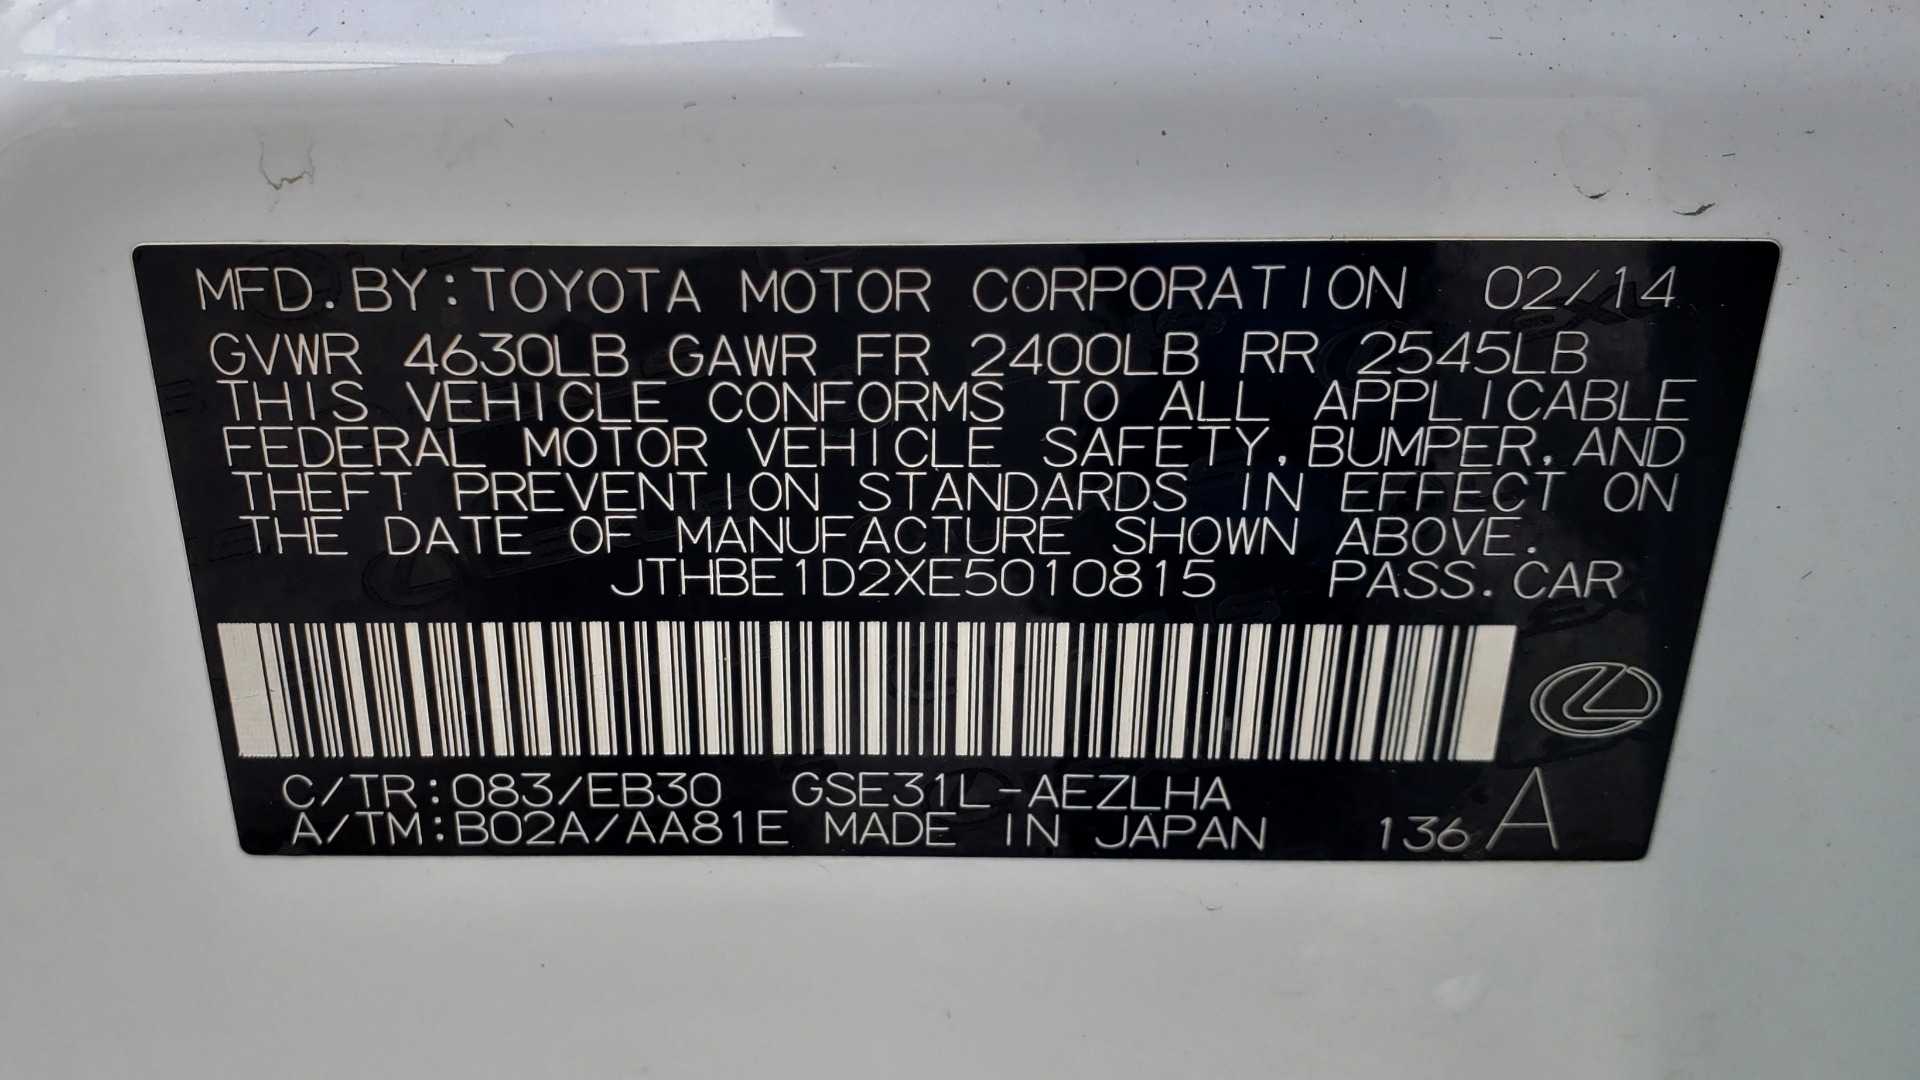 MFD. BY: TOYOTA MOTOR CORPORATION 02/14
GVWR 4630LB GAWR FR 2400LB RR 2545LB
THIS VEHICLE CONFORMS TO ALL APPLICABLE
FEDERAL MOTOR VEHICLE SAFETY, BUMPER, AND
THEFT PREVENTION STANDARDS IN EFFECT ON
THE DATE OF MANUFACTURE SHOWN ABOVE.
JTHBE1D2XE5010815 PASS. CAR
C/TR: 083/EB30 GSE31L-AEZLHA
A/TM: B02A/AA81E MADE IN JAPAN 136 A